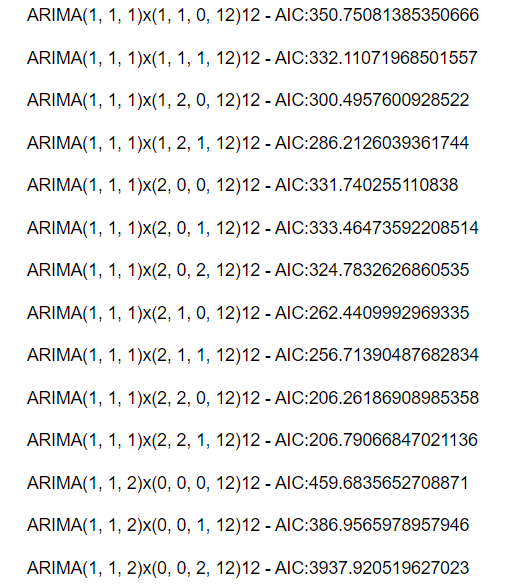 ARIMA(1, 1, 1)x(1, 1, 0, 12)12 - AIC:350.75081385350666
ARIMA(1, 1, 1)x(1, 1, 1, 12)12 - AIC:332.11071968501557
ARIMA(1, 1, 1)x(1, 2, 0, 12)12 - AIC:300.4957600928522
ARIMA(1, 1, 1)x(1, 2, 1, 12)12 - AIC:286.2126039361744
ARIMA(1, 1, 1)x(2, 0, 0, 12)12 - AIC:331.740255110838
ARIMA(1, 1, 1)x(2, 0, 1, 12)12 - AIC:333.46473592208514
ARIMA(1, 1, 1)x(2, 0, 2, 12)12 - AIC:324.7832626860535
ARIMA(1, 1, 1)x(2, 1, 0, 12)12 - AIC:262.4409992969335
ARIMA(1, 1, 1)x(2, 1, 1, 12)12 - AIC:256.71390487682834
ARIMA(1, 1, 1)x(2, 2, 0, 12)12 - AIC:206.26186908985358
ARIMA(1, 1, 1)x(2, 2, 1, 12)12 - AIC:206.79066847021136
ARIMA(1, 1, 2)x(0, 0, 0, 12)12 - AIC:459.6835652708871
ARIMA(1, 1, 2)x(0, 0, 1, 12)12 - AIC:386.9565978957946
ARIMA(1, 1, 2)x(0, 0, 2, 12)12 - AIC:3937.920519627023